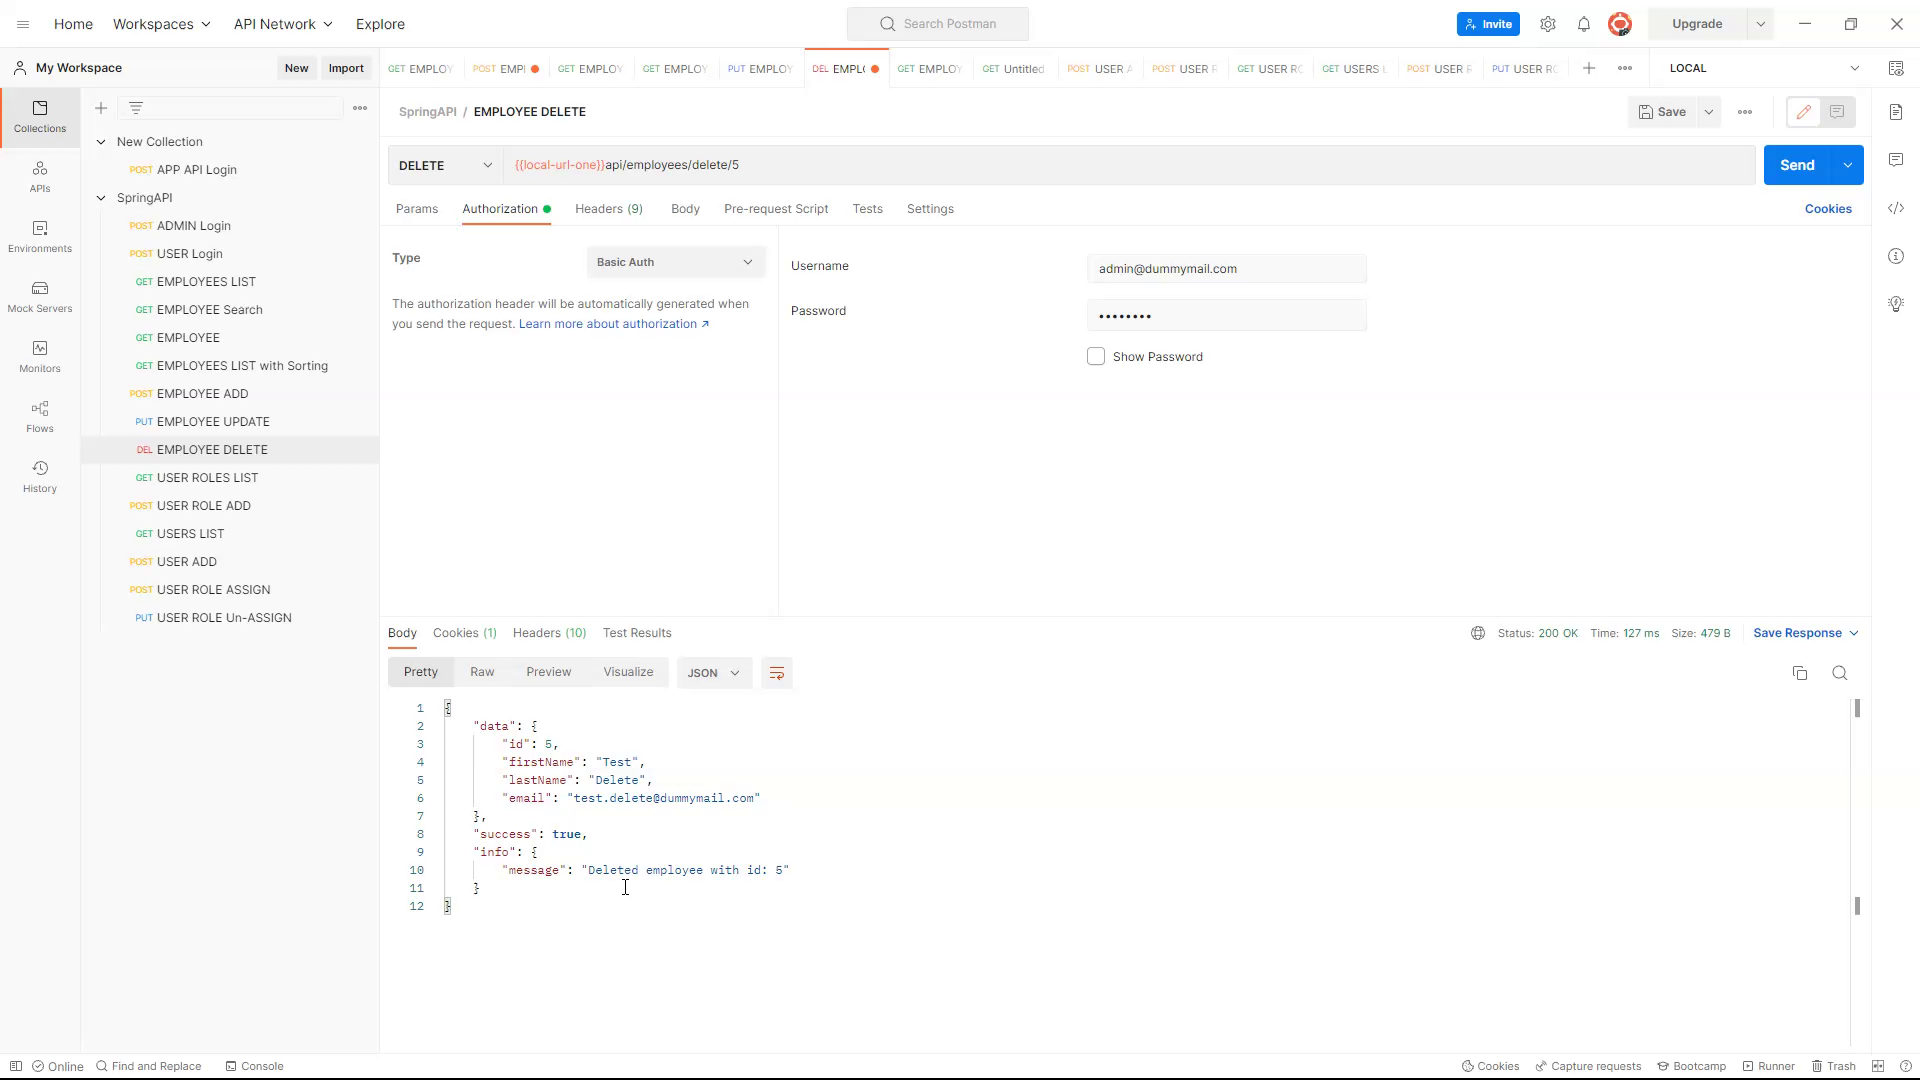 Home Workspaces API Network Explore Search Postman Invite Upgrade
My Workspace New Import
GET EMPLOY POST EMPL GET EMPLOY GET EMPLOY PUT EMPLOY DEL EMPL GET EMPLOY GET Untitled POST USER A POST USER R GET USER RO GET USERS L POST USER R PUT USER RO LOCAL
SpringAPI / EMPLOYEE DELETE Save
DELETE {{local-url-one}}api/employees/delete/5 Send
Params Authorization Headers (9) Body Pre-request Script Tests Settings Cookies
Collections
APIs
Environments
Mock Servers
Monitors
Flows
History
New Collection
POST APP API Login
SpringAPI
POST ADMIN Login
POST USER Login
GET EMPLOYEES LIST
GET EMPLOYEE Search
GET EMPLOYEE
GET EMPLOYEES LIST with Sorting
POST EMPLOYEE ADD
PUT EMPLOYEE UPDATE
DEL EMPLOYEE DELETE
GET USER ROLES LIST
POST USER ROLE ADD
GET USERS LIST
POST USER ADD
POST USER ROLE ASSIGN
PUT USER ROLE Un-ASSIGN
Type Basic Auth
The authorization header will be automatically generated when
you send the request. Learn more about authorization ↗
Username admin@dummymail.com
Password ••••••••
Show Password
Body Cookies (1) Headers (10) Test Results Status: 200 OK Time: 127 ms Size: 479 B Save Response
Pretty Raw Preview Visualize JSON
1 {
2 "data": {
3 "id": 5,
4 "firstName": "Test",
5 "lastName": "Delete",
6 "email": "test.delete@dummymail.com"
7 },
8 "success": true,
9 "info": {
10 "message": "Deleted employee with id: 5"
11 }
12 }
Online Find and Replace Console Cookies Capture requests Bootcamp Runner Trash